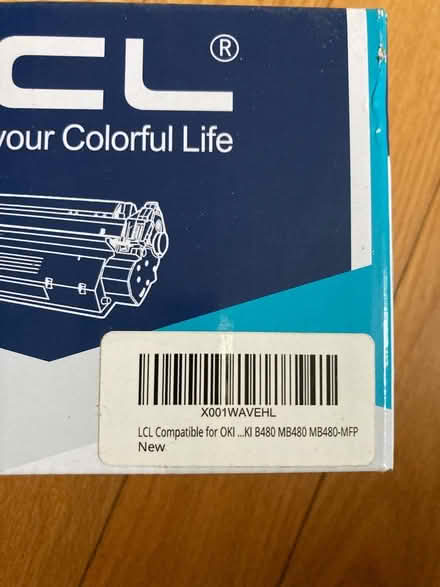 CL®
your Colorful Life
X001WAVEHL
LCL Compatible for OKI ...KI B480 MB480 MB480-MFP
New